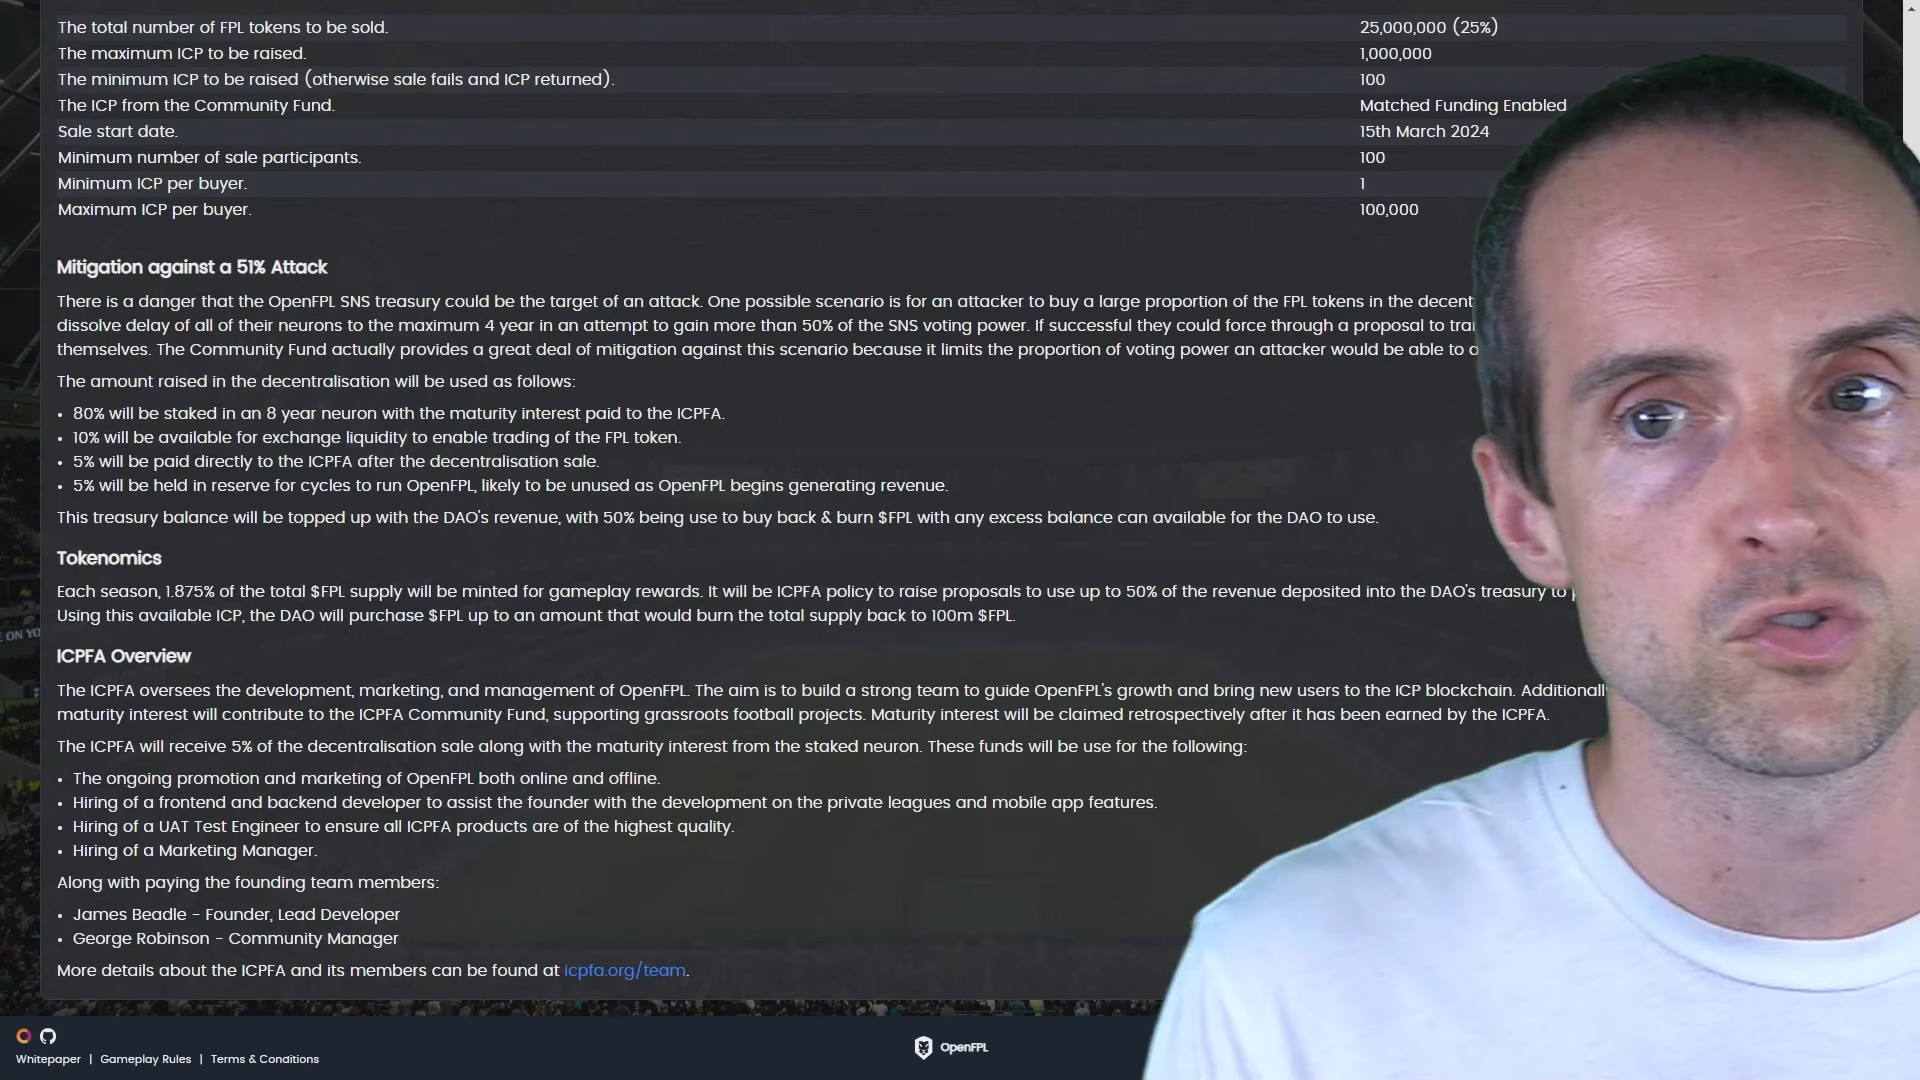 The total number of FPL tokens to be sold. 25,000,000 (25%)
The maximum ICP to be raised. 1,000,000
The minimum ICP to be raised (otherwise sale fails and ICP returned). 100
The ICP from the Community Fund. Matched Funding Enabled
Sale start date. 15th March 2024
Minimum number of sale participants. 100
Minimum ICP per buyer. 1
Maximum ICP per buyer. 100,000
Mitigation against a 51% Attack
There is a danger that the OpenFPL SNS treasury could be the target of an attack. One possible scenario is for an attacker to buy a large proportion of the FPL tokens in the decent
dissolve delay of all of their neurons to the maximum 4 year in an attempt to gain more than 50% of the SNS voting power. If successful they could force through a proposal to
themselves. The Community Fund actually provides a great deal of mitigation against this scenario because it limits the proportion of voting power an attacker would be able to
The amount raised in the decentralisation will be used as follows:
• 80% will be staked in an 8 year neuron with the maturity interest paid to the ICPFA.
• 10% will be available for exchange liquidity to enable trading of the FPL token.
• 5% will be paid directly to the ICPFA after the decentralisation sale.
• 5% will be held in reserve for cycles to run OpenFPL, likely to be unused as OpenFPL begins generating revenue.
This treasury balance will be topped up with the DAO's revenue, with 50% being use to buy back & burn $FPL with any excess balance can available for the DAO to use.
Tokenomics
Each season, 1.875% of the total $FPL supply will be minted for gameplay rewards. It will be ICPFA policy to raise proposals to use up to 50% of the revenue deposited into the DAO's treasury to
Using this available ICP, the DAO will purchase $FPL up to an amount that would burn the total supply back to 100m $FPL.
ICPFA Overview
The ICPFA oversees the development, marketing, and management of OpenFPL. The aim is to build a strong team to guide OpenFPL's growth and bring new users to the ICP blockchain. Additionall
maturity interest will contribute to the ICPFA Community Fund, supporting grassroots football projects. Maturity interest will be claimed retrospectively after it has been earned by the ICPFA.
The ICPFA will receive 5% of the decentralisation sale along with the maturity interest from the staked neuron. These funds will be use for the following:
• The ongoing promotion and marketing of OpenFPL both online and offline.
• Hiring of a frontend and backend developer to assist the founder with the development on the private leagues and mobile app features.
• Hiring of a UAT Test Engineer to ensure all ICPFA products are of the highest quality.
• Hiring of a Marketing Manager.
Along with paying the founding team members:
• James Beadle - Founder, Lead Developer
• George Robinson - Community Manager
More details about the ICPFA and its members can be found at icpfa.org/team.
Whitepaper | Gameplay Rules | Terms & Conditions
OpenFPL